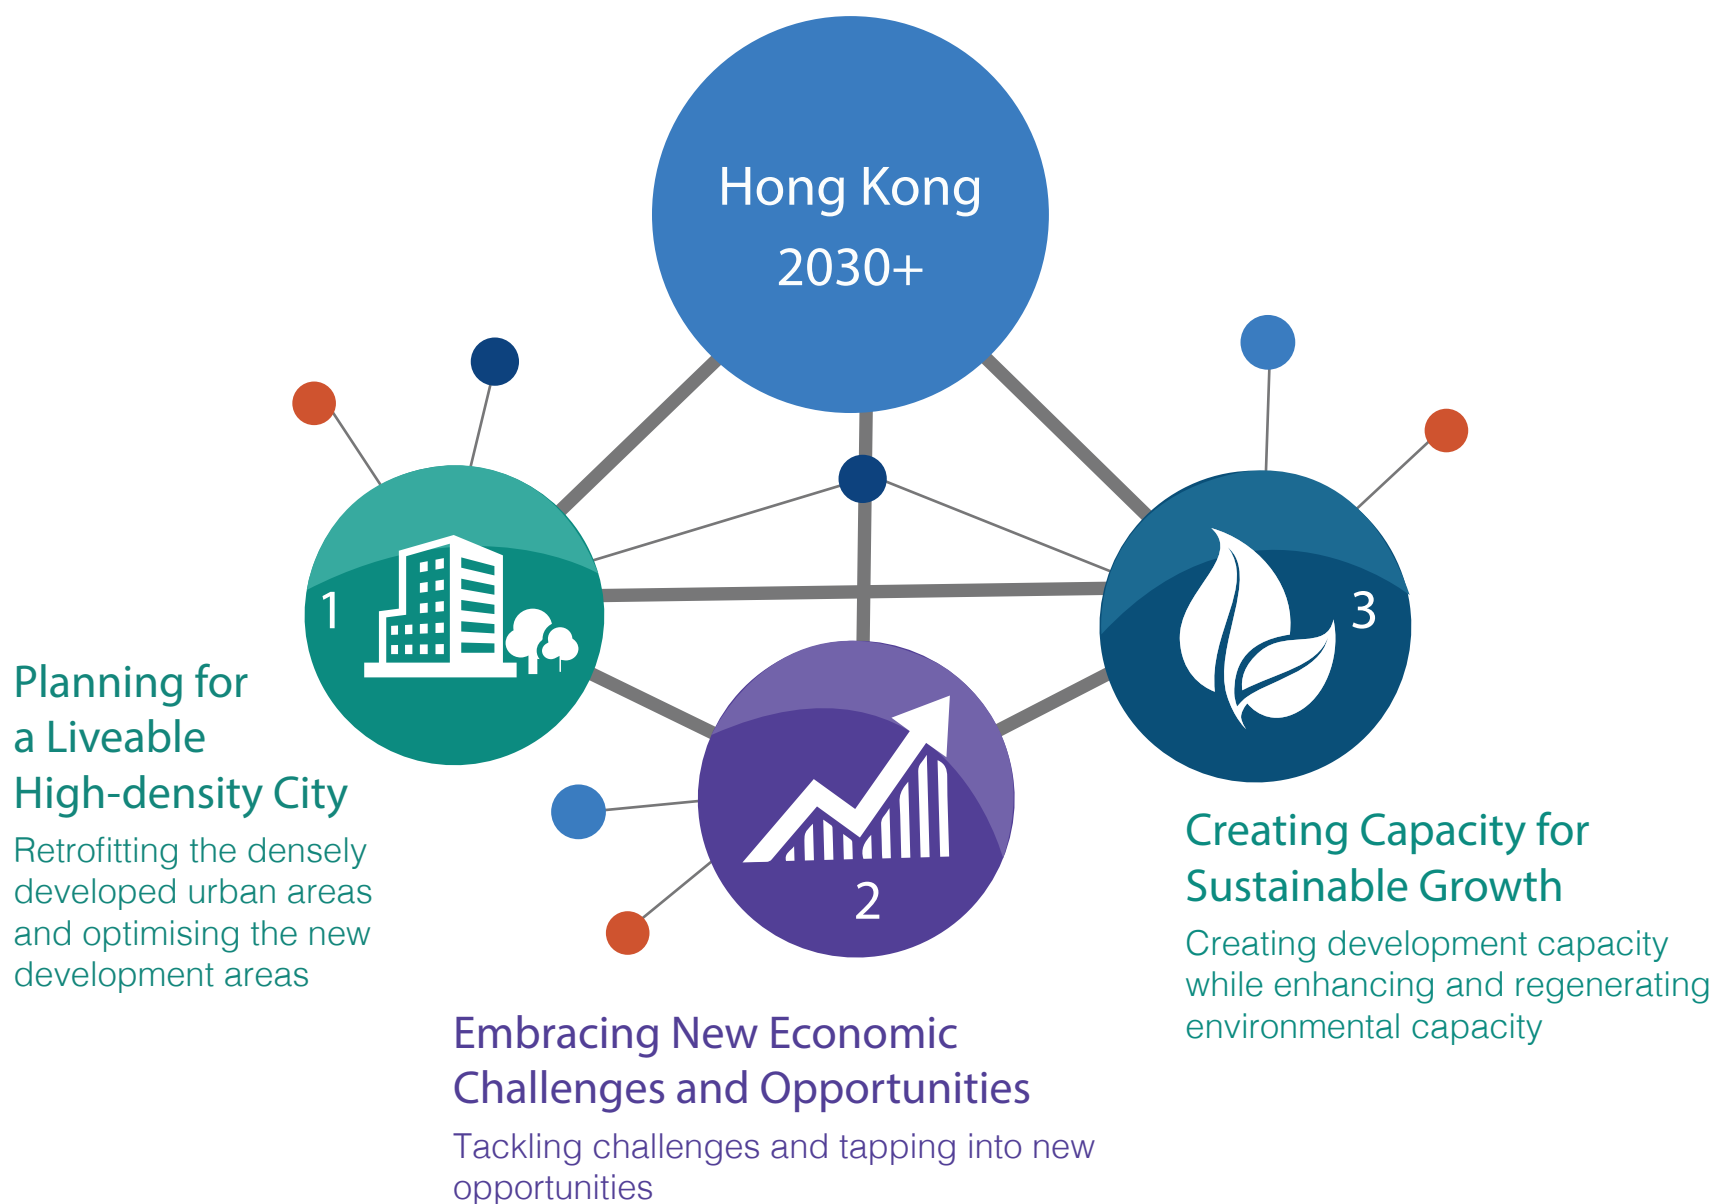 Hong Kong
2030+
1
Planning for
a Liveable
High-density City
Retrofitting the densely
developed urban areas
and optimising the new
development areas
2
Embracing New Economic
Challenges and Opportunities
Tackling challenges and tapping into new
opportunities
3
Creating Capacity for
Sustainable Growth
Creating development capacity
while enhancing and regenerating
environmental capacity